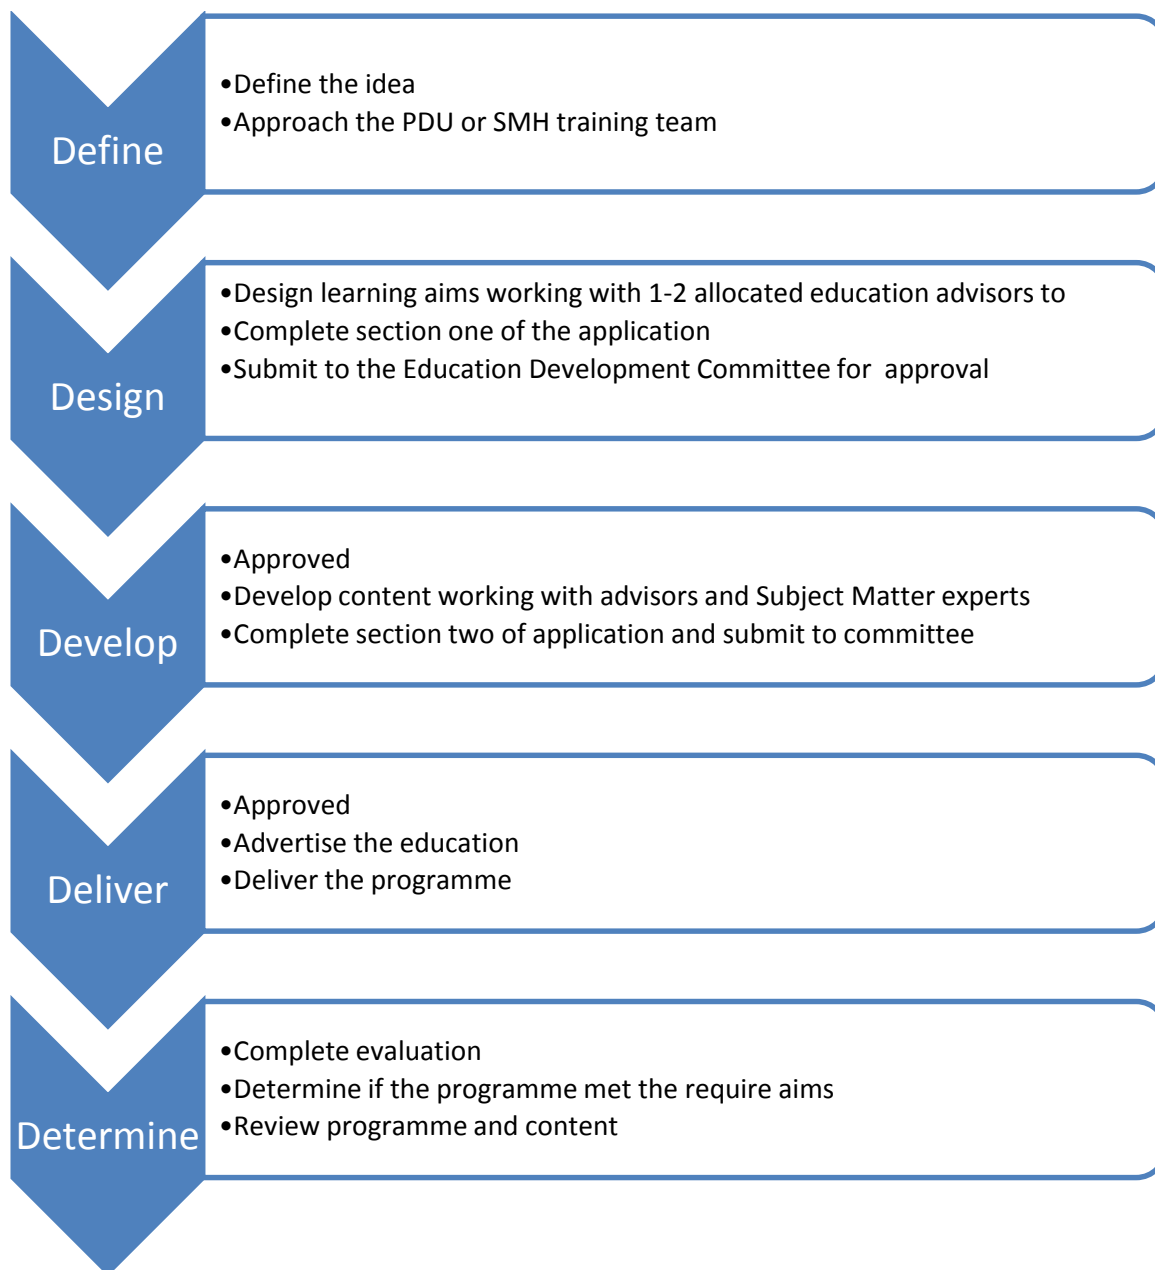 Define
•Define the idea
•Approach the PDU or SMH training team
Design
•Design learning aims working with 1-2 allocated education advisors to
•Complete section one of the application
•Submit to the Education Development Committee for  approval
Develop
•Approved
•Develop content working with advisors and Subject Matter experts
•Complete section two of application and submit to committee
Deliver
•Approved
•Advertise the education
•Deliver the programme
Determine
•Complete evaluation
•Determine if the programme met the require aims
•Review programme and content